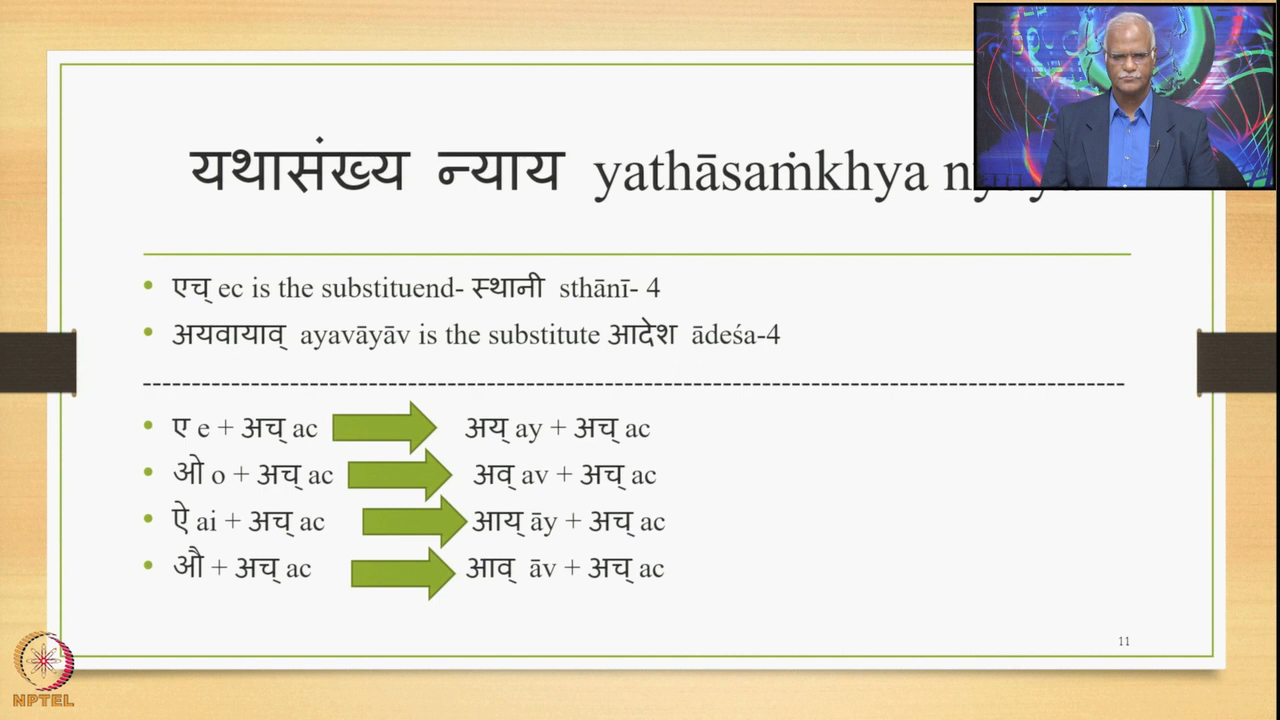 यथासंख्य न्याय yathāsaṁkhya
एच् ec is the substituend- स्थानी sthānī- 4
अयवायाव् ayavāyāv is the substitute आदेश ādeśa-4
ए e + अच् ac अय् ay + अच् ac
ओ o + अच् ac अव् av + अच् ac
ऐ ai + अच् ac आय् āy + अच् ac
औ + अच् ac आव् āv + अच् ac
11
NPTEL